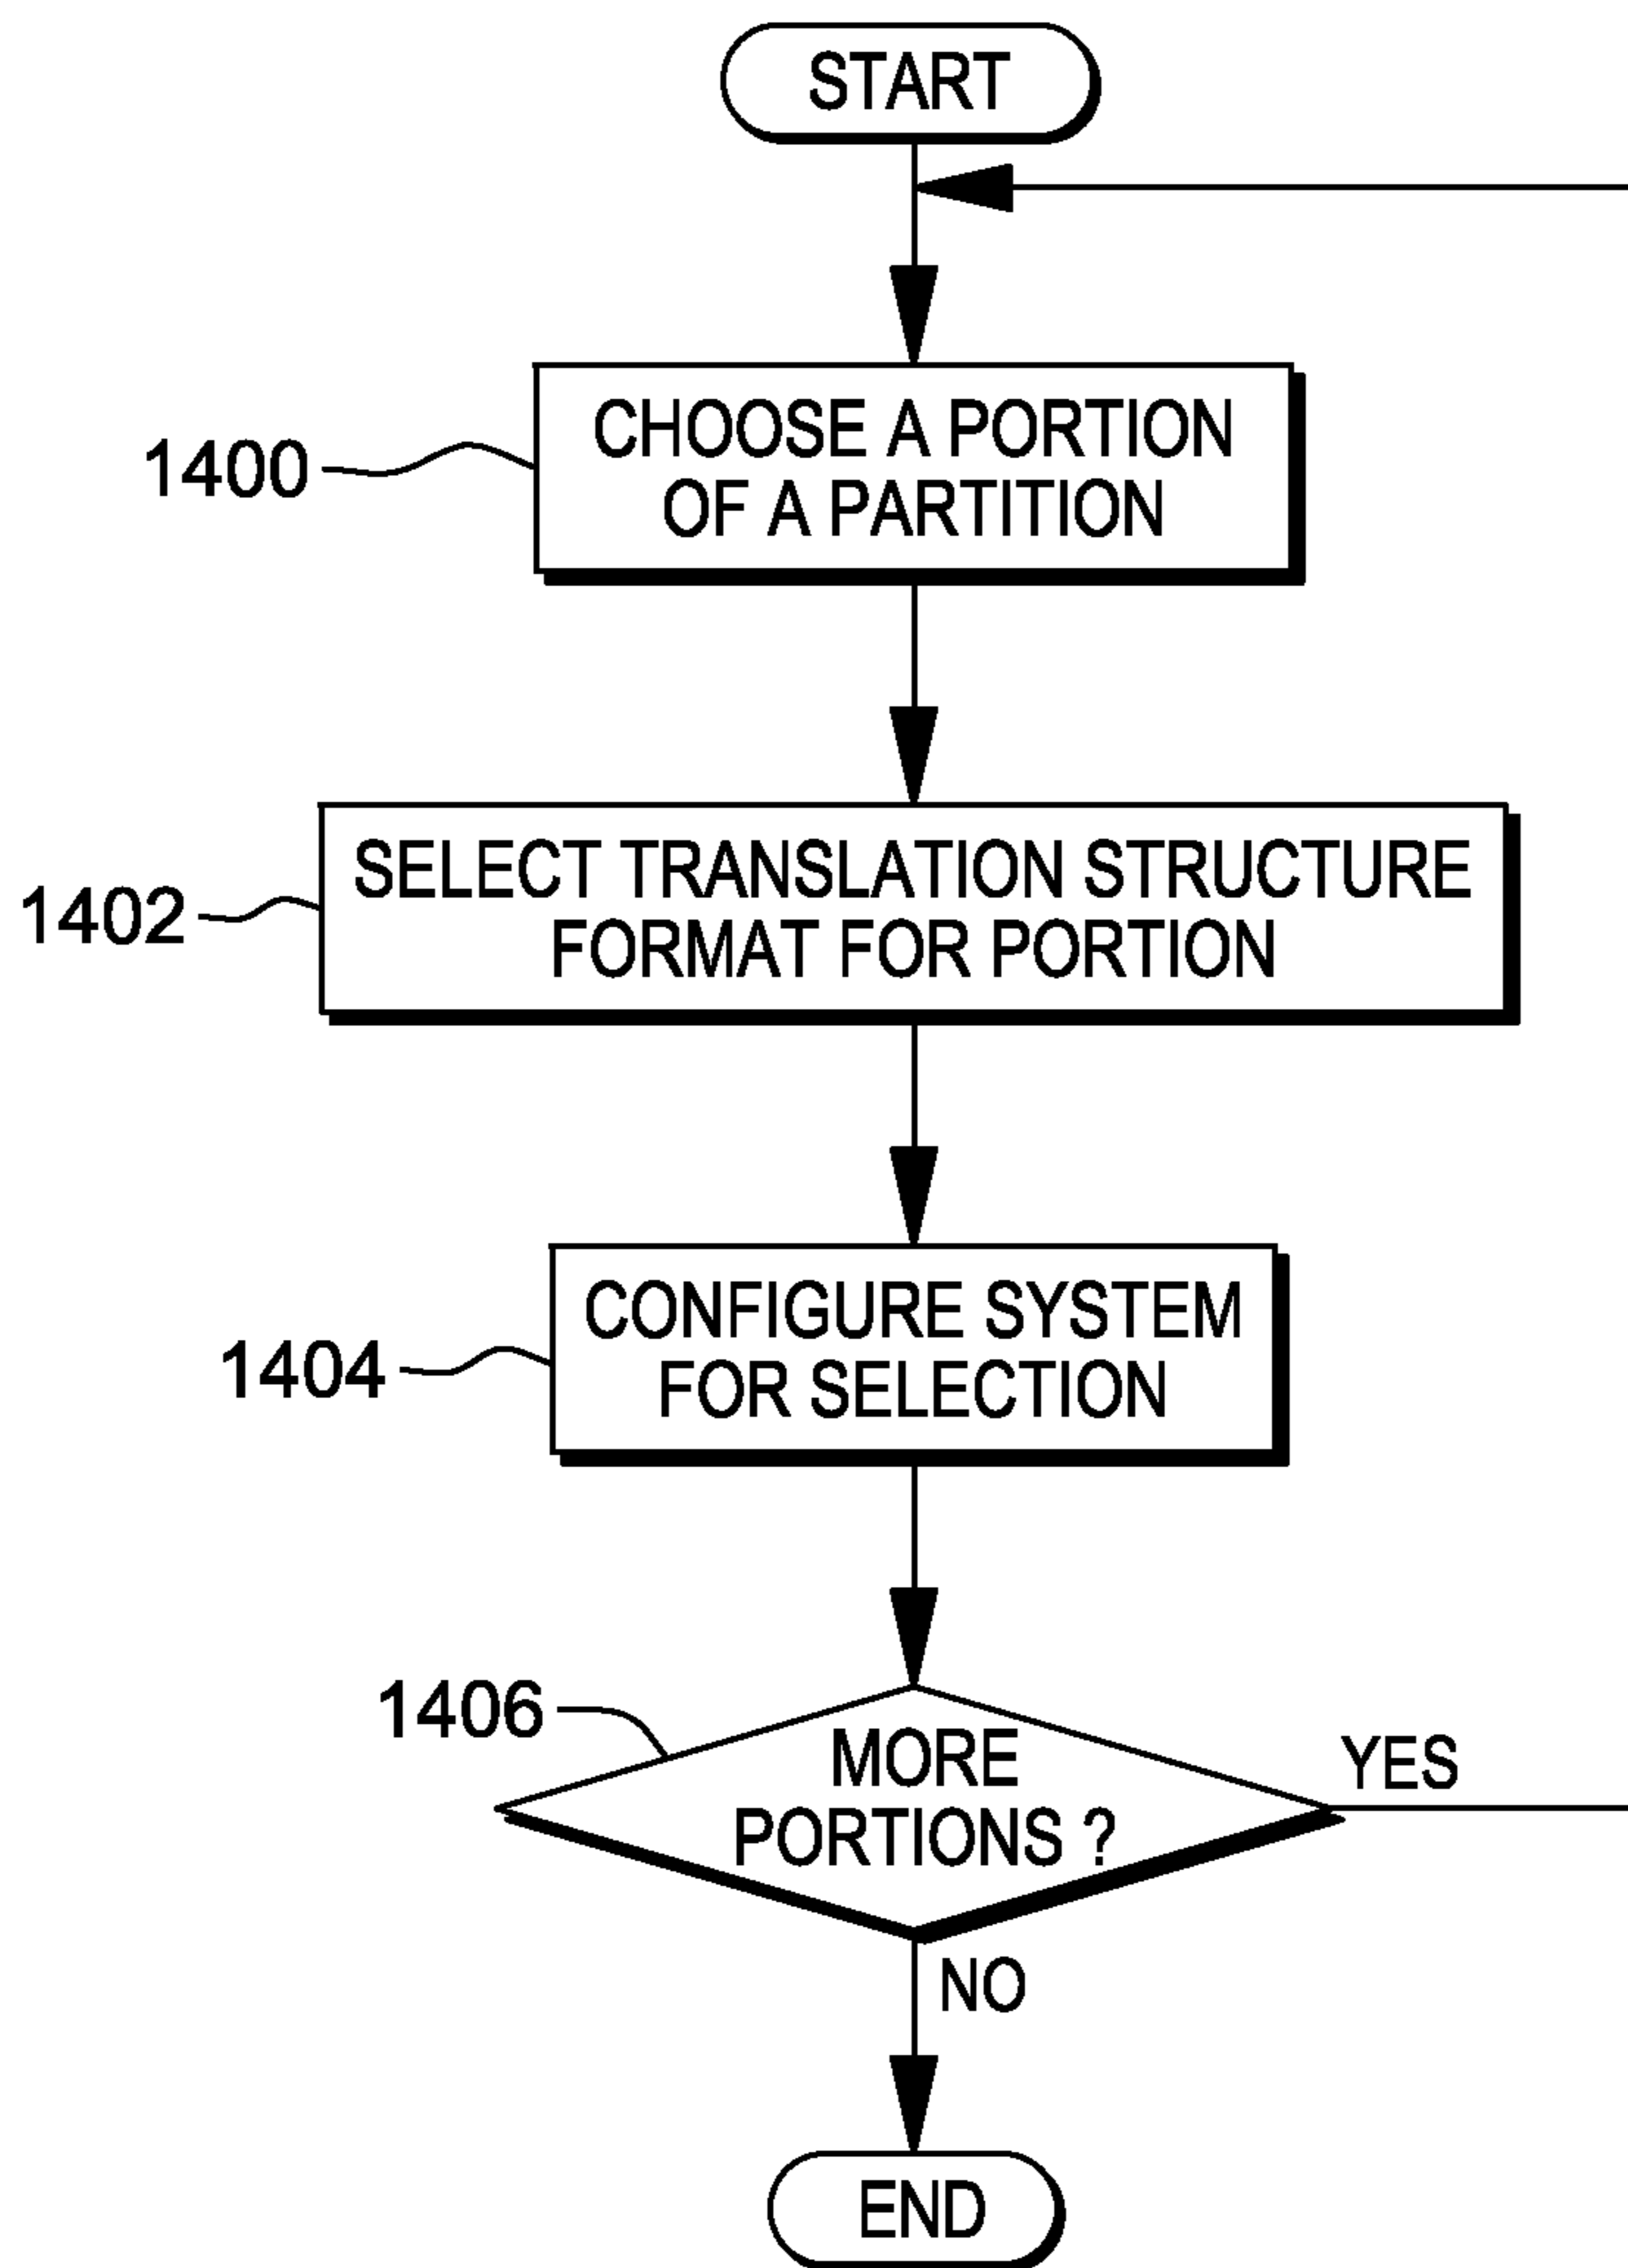 START
CHOOSE A PORTION
OF A PARTITION
1400
SELECT TRANSLATION STRUCTURE
FORMAT FOR PORTION
1402
CONFIGURE SYSTEM
FOR SELECTION
1404
1406
MORE
PORTIONS ?
YES
NO
END